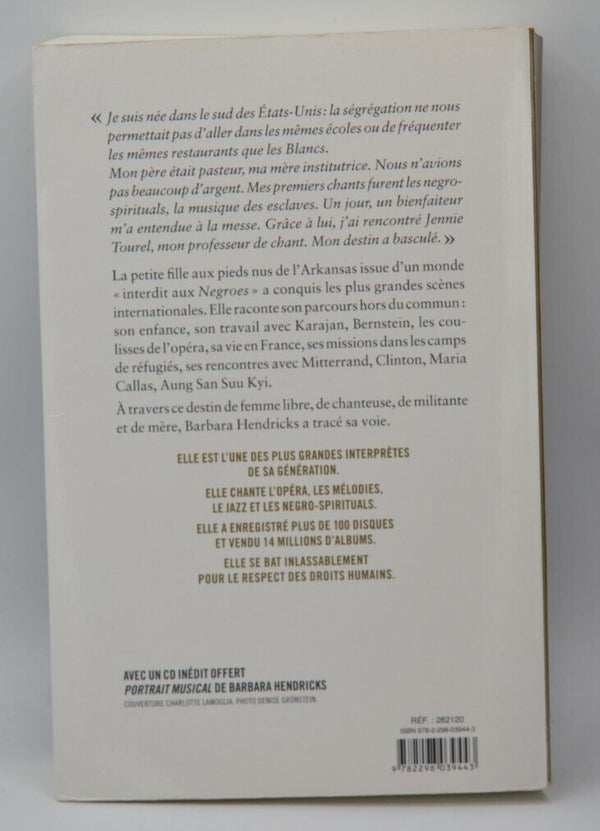 « Je suis née dans le sud des États-Unis : la ségrégation ne nous
permettait pas d'aller dans les mêmes écoles ou de fréquenter
les mêmes restaurants que les Blancs.
Mon père était pasteur, ma mère institutrice. Nous n'avions
pas beaucoup d'argent. Mes premiers chants furent les negro-
spirituals, la musique des esclaves. Un jour, un bienfaiteur
m'a entendue à la messe. Grâce à lui, j'ai rencontré Jennie
Tourel, mon professeur de chant. Mon destin a basculé. »
La petite fille aux pieds nus de l'Arkansas issue d'un monde
« interdit aux Negroes » a conquis les plus grandes scènes
internationales. Elle raconte son parcours hors du commun :
son enfance, son travail avec Karajan, Bernstein, les cou-
lisses de l'opéra, sa vie en France, ses missions dans les camps
de réfugiés, ses rencontres avec Mitterrand, Clinton, Maria
Callas, Aung San Suu Kyi.
À travers ce destin de femme libre, de chanteuse, de militante
et de mère, Barbara Hendricks a tracé sa voie.
ELLE EST L'UNE DES PLUS GRANDES INTERPRÈTES
DE SA GÉNÉRATION.
ELLE CHANTE L'OPÉRA, LES MÉLODIES,
LE JAZZ ET LES NEGRO-SPIRITUALS.
ELLE A ENREGISTRÉ PLUS DE 100 DISQUES
ET VENDU 14 MILLIONS D'ALBUMS.
ELLE SE BAT INLASSABLEMENT
POUR LE RESPECT DES DROITS HUMAINS.
AVEC UN CD INÉDIT OFFERT
PORTRAIT MUSICAL DE BARBARA HENDRICKS
COUVERTURE CHARLOTTE LAMOGLIA. PHOTO DENISE GRÜNSTEIN.
RÉF. : 262120
ISBN 978-2-298-03944-3
9 782298 039443